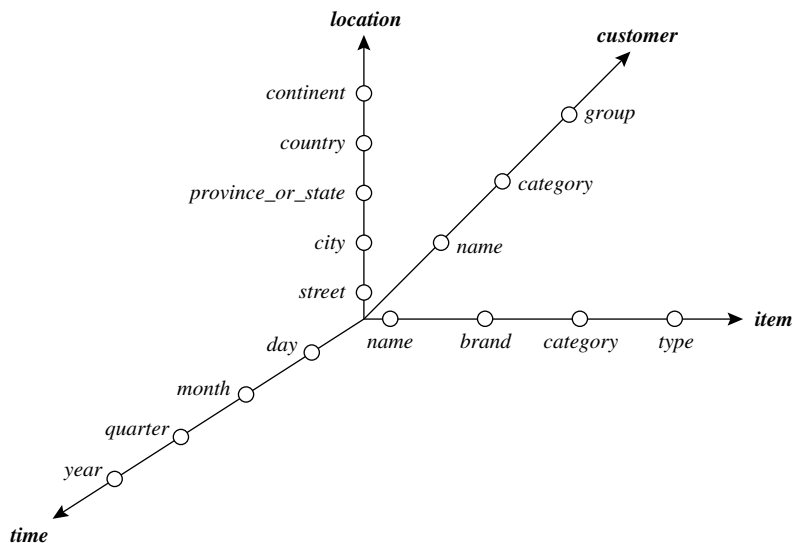 location
customer
continent
group
country
category
province_or_state
city
name
street
item
name
brand
category
type
day
month
quarter
year
time